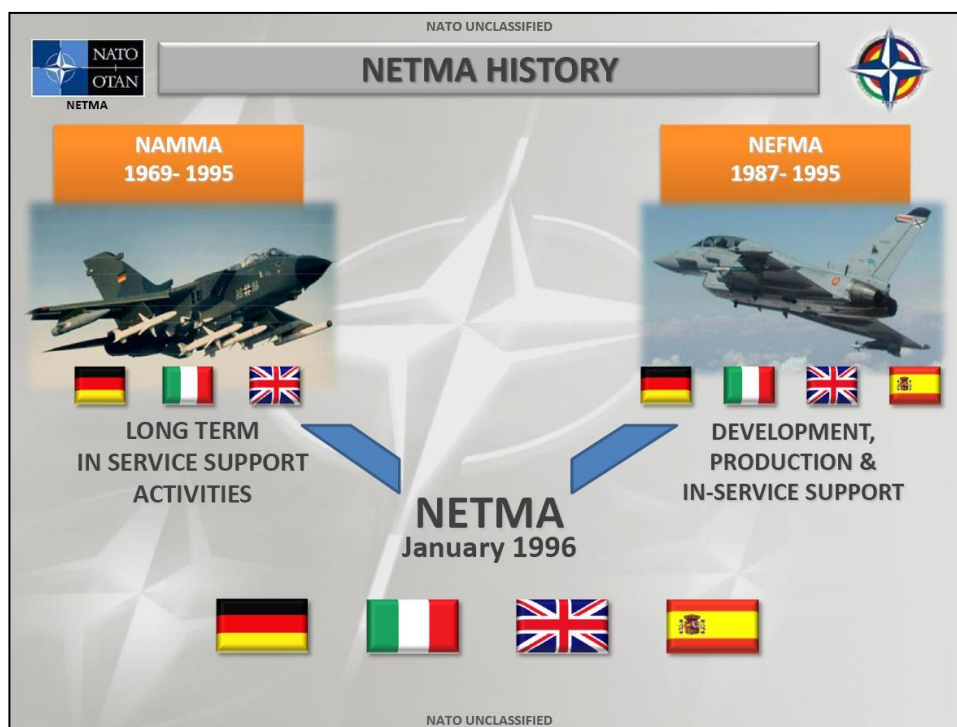 NATO UNCLASSIFIED
NATO
OTAN
NETMA
NETMA HISTORY
NAMMA
1969- 1995
NEFMA
1987- 1995
LONG TERM
IN SERVICE SUPPORT
ACTIVITIES
DEVELOPMENT,
PRODUCTION &
IN-SERVICE SUPPORT
NETMA
January 1996
NATO UNCLASSIFIED